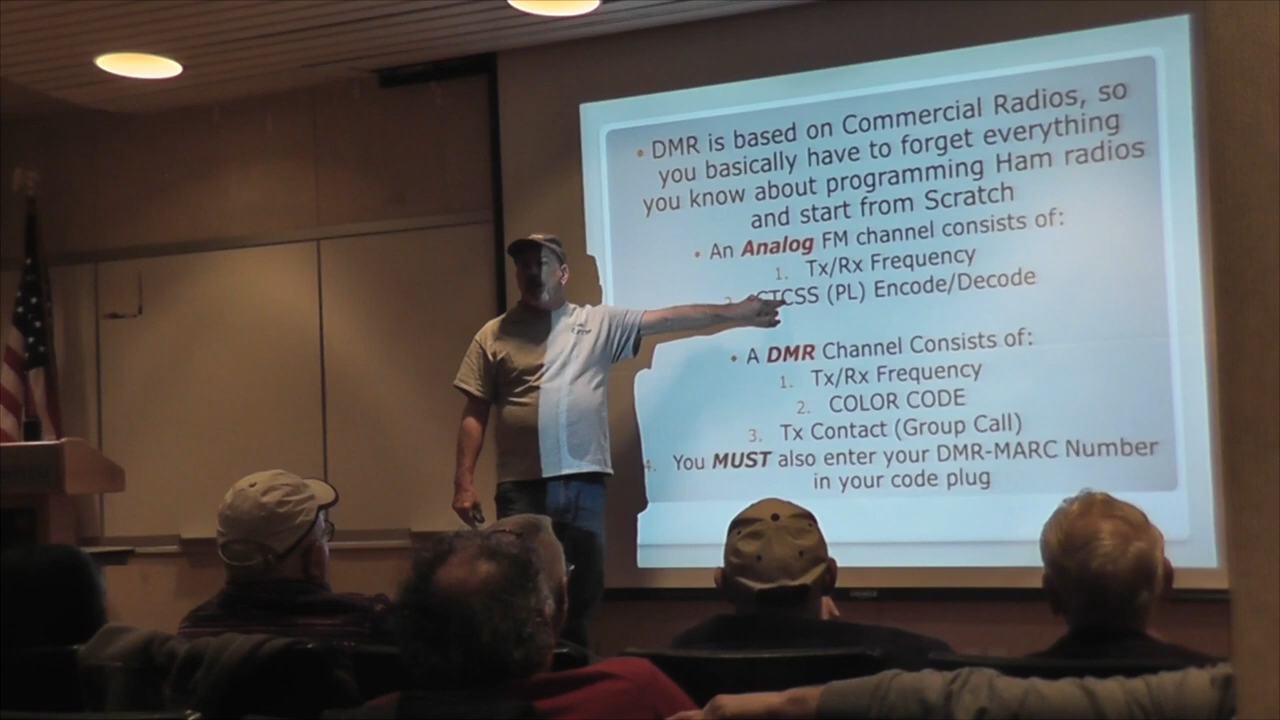 • DMR is based on Commercial Radios, so
you basically have to forget everything
you know about programming Ham radios
and start from Scratch
• An Analog FM channel consists of:
1. Tx/Rx Frequency
2. CTCSS (PL) Encode/Decode
• A DMR Channel Consists of:
1. Tx/Rx Frequency
2. COLOR CODE
3. Tx Contact (Group Call)
4. You MUST also enter your DMR-MARC Number
in your code plug